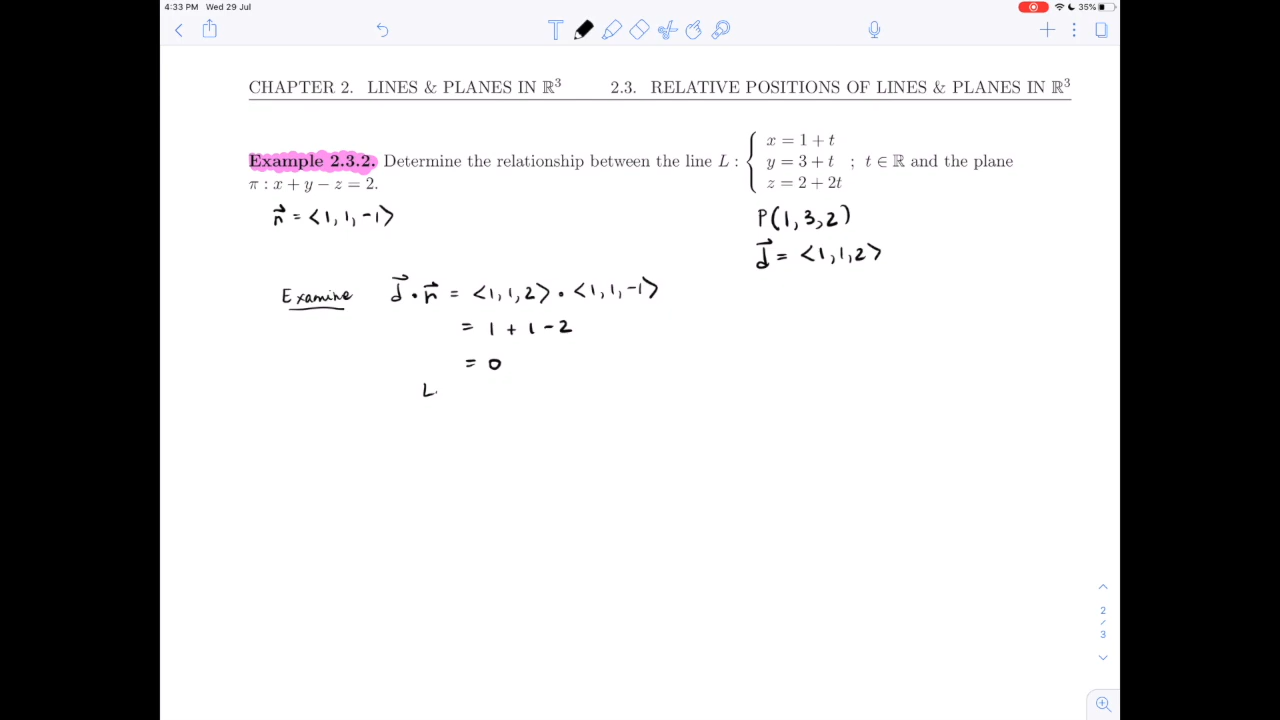 4:33 PM Wed 29 Jul 35%
CHAPTER 2. LINES & PLANES IN ℝ³ 2.3. RELATIVE POSITIONS OF LINES & PLANES IN ℝ³
Example 2.3.2. Determine the relationship between the line L : { x = 1 + t
y = 3 + t ; t ∈ ℝ and the plane
z = 2 + 2t
π : x + y − z = 2.
n⃗ = <1, 1, -1>
P(1, 3, 2)
d⃗ = <1, 1, 2>
Examine d⃗ • n⃗ = <1, 1, 2> • <1, 1, -1>
= 1 + 1 - 2
= 0
L
2
/
3